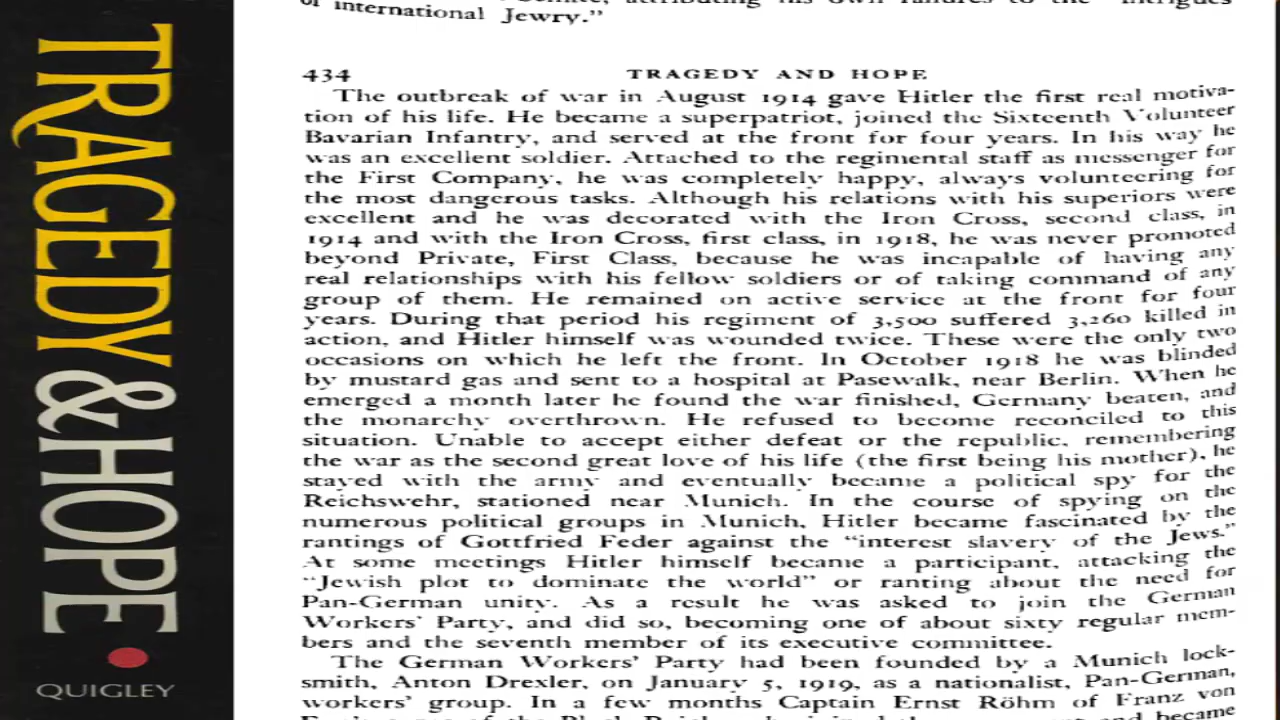 TRAGEDY & HOPE
QUIGLEY
of international Jewry."
434 TRAGEDY AND HOPE
The outbreak of war in August 1914 gave Hitler the first real motiva-
tion of his life. He became a superpatriot, joined the Sixteenth Volunteer
Bavarian Infantry, and served at the front for four years. In his way he
was an excellent soldier. Attached to the regimental staff as messenger for
the First Company, he was completely happy, always volunteering for
the most dangerous tasks. Although his relations with his superiors were
excellent and he was decorated with the Iron Cross, second class, in
1914 and with the Iron Cross, first class, in 1918, he was never promoted
beyond Private, First Class, because he was incapable of having any
real relationships with his fellow soldiers or of taking command of any
group of them. He remained on active service at the front for four
years. During that period his regiment of 3,500 suffered 3,260 killed in
action, and Hitler himself was wounded twice. These were the only two
occasions on which he left the front. In October 1918 he was blinded
by mustard gas and sent to a hospital at Pasewalk, near Berlin. When he
emerged a month later he found the war finished, Germany beaten, and
the monarchy overthrown. He refused to become reconciled to this
situation. Unable to accept either defeat or the republic, remembering
the war as the second great love of his life (the first being his mother), he
stayed with the army and eventually became a political spy for the
Reichswehr, stationed near Munich. In the course of spying on the
numerous political groups in Munich, Hitler became fascinated by the
rantings of Gottfried Feder against the "interest slavery of the Jews."
At some meetings Hitler himself became a participant, attacking the
"Jewish plot to dominate the world" or ranting about the need for
Pan-German unity. As a result he was asked to join the German
Workers' Party, and did so, becoming one of about sixty regular mem-
bers and the seventh member of its executive committee.
The German Workers' Party had been founded by a Munich lock-
smith, Anton Drexler, on January 5, 1919, as a nationalist, Pan-German,
workers' group. In a few months Captain Ernst Röhm of Franz von